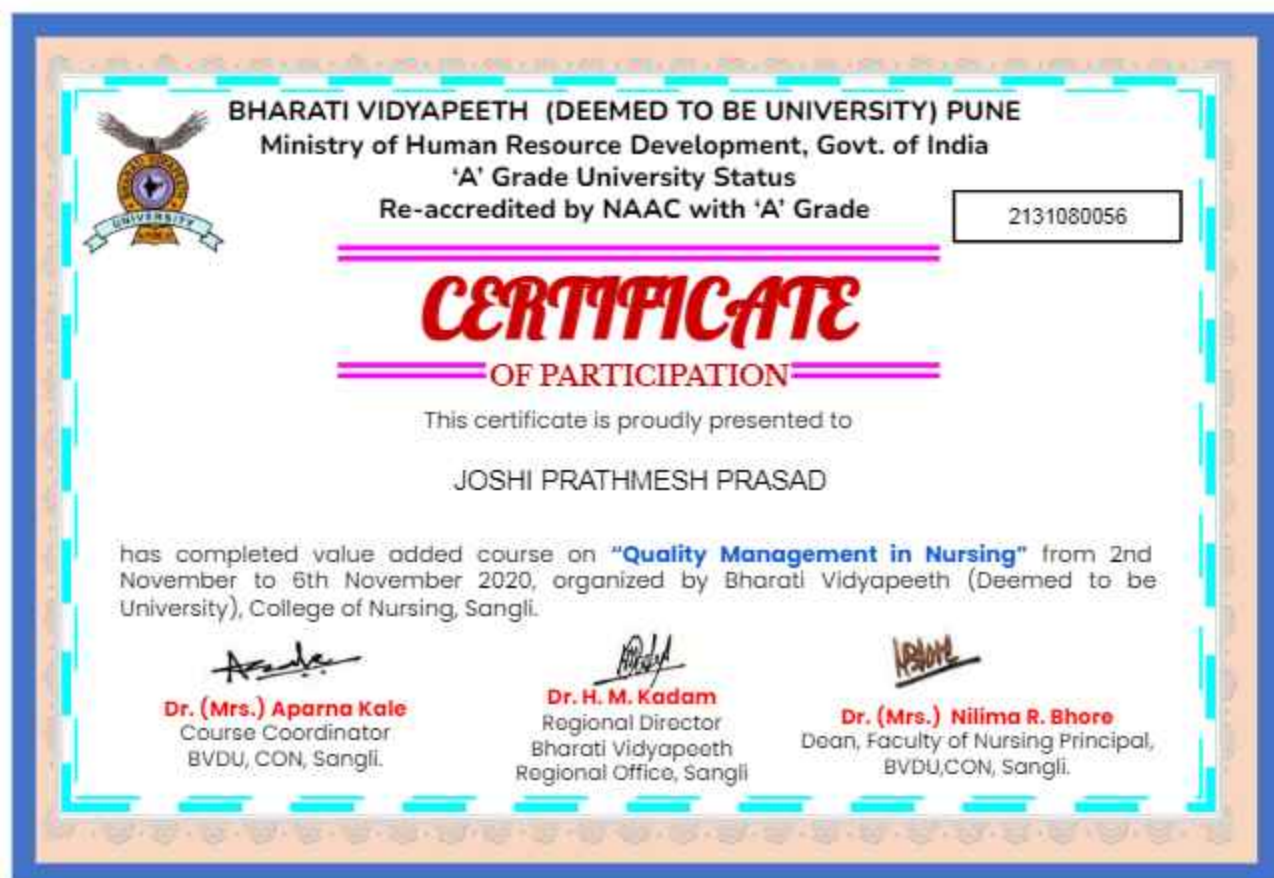 BHARATI VIDYAPEETH (DEEMED TO BE UNIVERSITY) PUNE
Ministry of Human Resource Development, Govt. of India
‘A’ Grade University Status
Re-accredited by NAAC with ‘A’ Grade
2131080056
BHARATI VIDYAPEETH
UNIVERSITY
CERTIFICATE
OF PARTICIPATION
This certificate is proudly presented to
JOSHI PRATHMESH PRASAD
has completed value added course on “Quality Management in Nursing” from 2nd
November to 6th November 2020, organized by Bharati Vidyapeeth (Deemed to be
University), College of Nursing, Sangli.
Dr. (Mrs.) Aparna Kale
Course Coordinator
BVDU, CON, Sangli.
Dr. H. M. Kadam
Regional Director
Bharati Vidyapeeth
Regional Office, Sangli
Dr. (Mrs.) Nilima R. Bhore
Dean, Faculty of Nursing Principal,
BVDU,CON, Sangli.